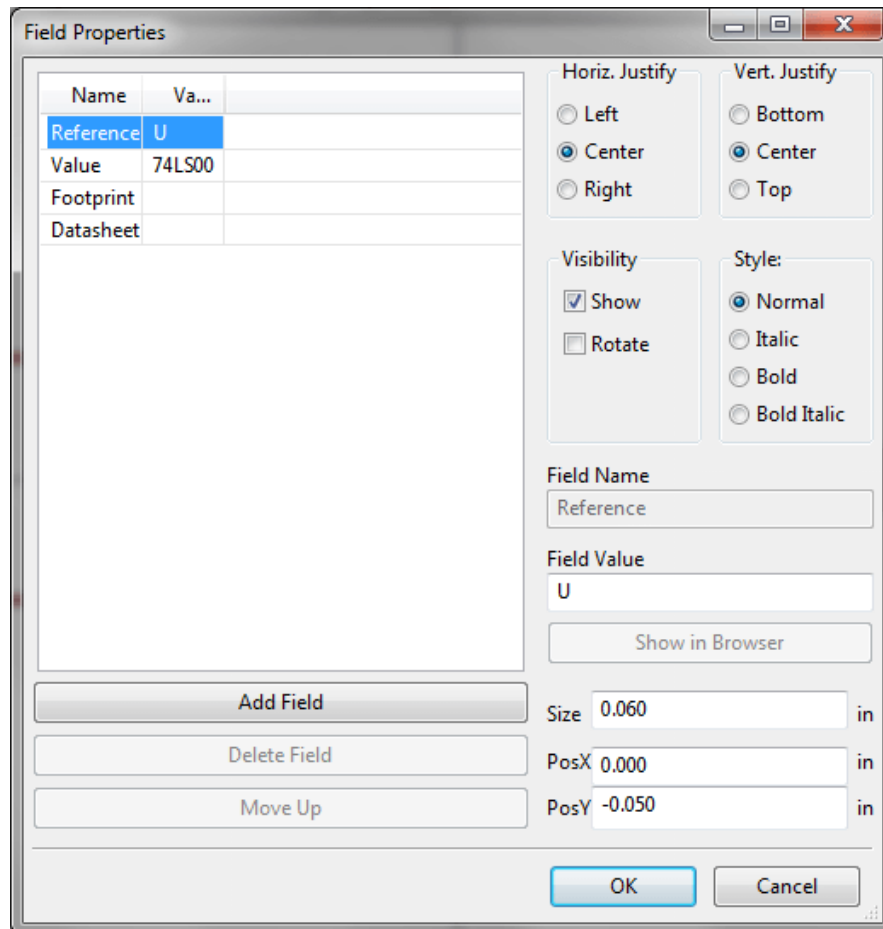 Field Properties
Name Va...
Reference U
Value 74LS00
Footprint
Datasheet
Add Field
Delete Field
Move Up
Horiz. Justify
Left
Center
Right
Vert. Justify
Bottom
Center
Top
Visibility
Show
Rotate
Style:
Normal
Italic
Bold
Bold Italic
Field Name
Reference
Field Value
U
Show in Browser
Size 0.060 in
PosX 0.000 in
PosY -0.050 in
OK Cancel